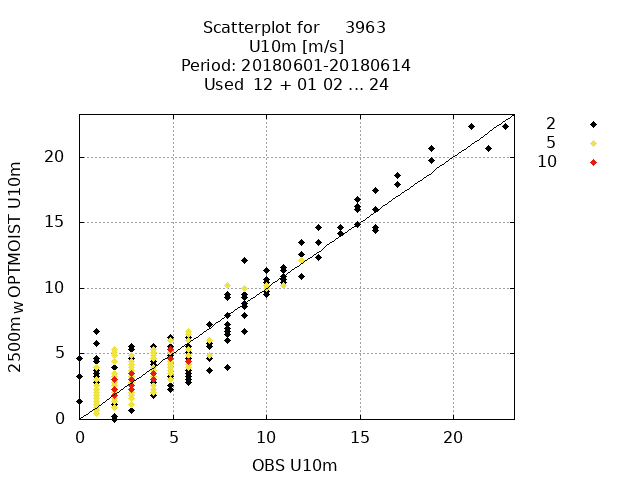 Scatterplot for 3963
U10m [m/s]
Period: 20180601-20180614
Used 12 + 01 02 ... 24
2
5
10
2500m_W OPTMOIST U10m
20
15
10
5
0
0 5 10 15 20
OBS U10m